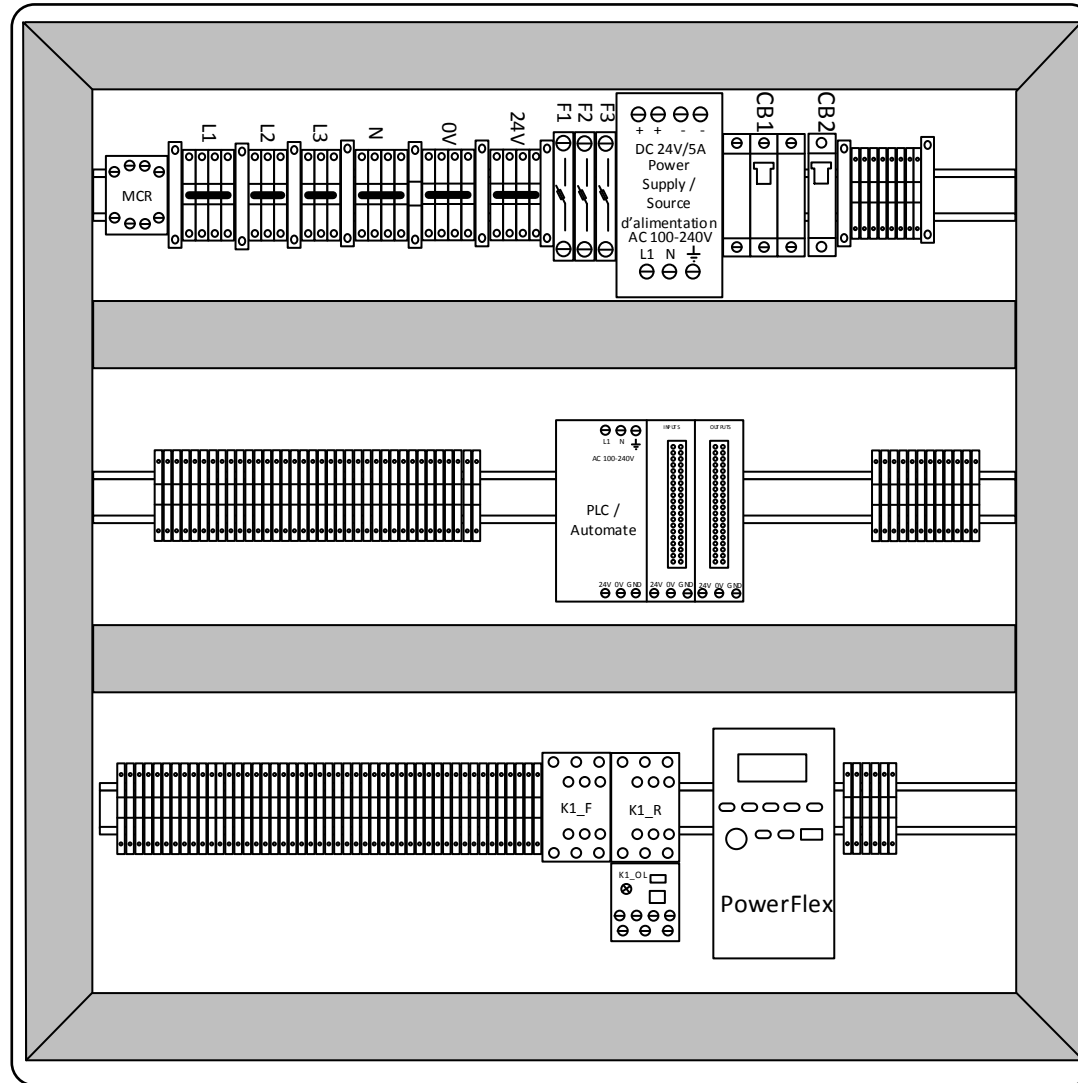 L1
L2
L3
N
0V
24V
F1
F2
F3
CB1
CB2
MCR
+ + - -
DC 24V/5A
Power
Supply /
Source
d'alimentation
AC 100-240V
L1 N
L1 N
AC 100-240V
PLC /
Automate
24V 0V GND
INPUTS
24V 0V GND
OUTPUTS
24V 0V GND
K1_F
K1_R
K1_OL
PowerFlex